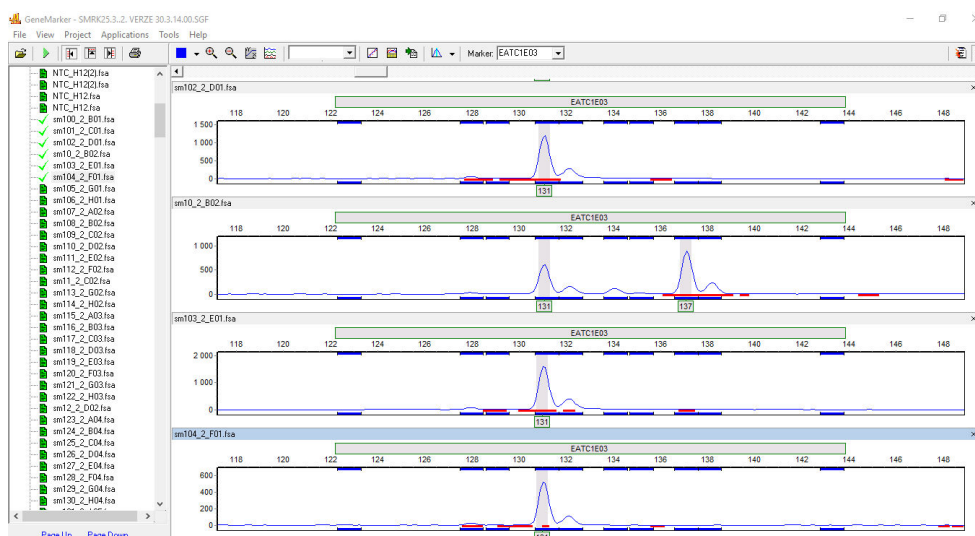 GeneMarker - SMRK25.3..2. VERZE 30.3.14.00.SGF
File View Project Applications Tools Help
Marker: EATC1E03
NTC_H12(2).fsa
NTC_H12(2).fsa
NTC_H12.fsa
NTC_H12.fsa
sm100_2_B01.fsa
sm101_2_C01.fsa
sm102_2_D01.fsa
sm10_2_B02.fsa
sm103_2_E01.fsa
sm104_2_F01.fsa
sm105_2_G01.fsa
sm106_2_H01.fsa
sm107_2_A02.fsa
sm108_2_B02.fsa
sm109_2_C02.fsa
sm110_2_D02.fsa
sm111_2_E02.fsa
sm112_2_F02.fsa
sm11_2_C02.fsa
sm113_2_G02.fsa
sm114_2_H02.fsa
sm115_2_A03.fsa
sm116_2_B03.fsa
sm117_2_C03.fsa
sm118_2_D03.fsa
sm119_2_E03.fsa
sm120_2_F03.fsa
sm121_2_G03.fsa
sm122_2_H03.fsa
sm12_2_D02.fsa
sm123_2_A04.fsa
sm124_2_B04.fsa
sm125_2_C04.fsa
sm126_2_D04.fsa
sm127_2_E04.fsa
sm128_2_F04.fsa
sm129_2_G04.fsa
sm130_2_H04.fsa
Page Up Page Down
sm102_2_D01.fsa
EATC1E03
118 120 122 124 126 128 130 132 134 136 138 140 142 144 146 148
1 500
1 000
500
0
131
sm10_2_B02.fsa
EATC1E03
118 120 122 124 126 128 130 132 134 136 138 140 142 144 146 148
1 000
500
0
131 137
sm103_2_E01.fsa
EATC1E03
118 120 122 124 126 128 130 132 134 136 138 140 142 144 146 148
2 000
1 000
0
131
sm104_2_F01.fsa
EATC1E03
118 120 122 124 126 128 130 132 134 136 138 140 142 144 146 148
600
400
200
0